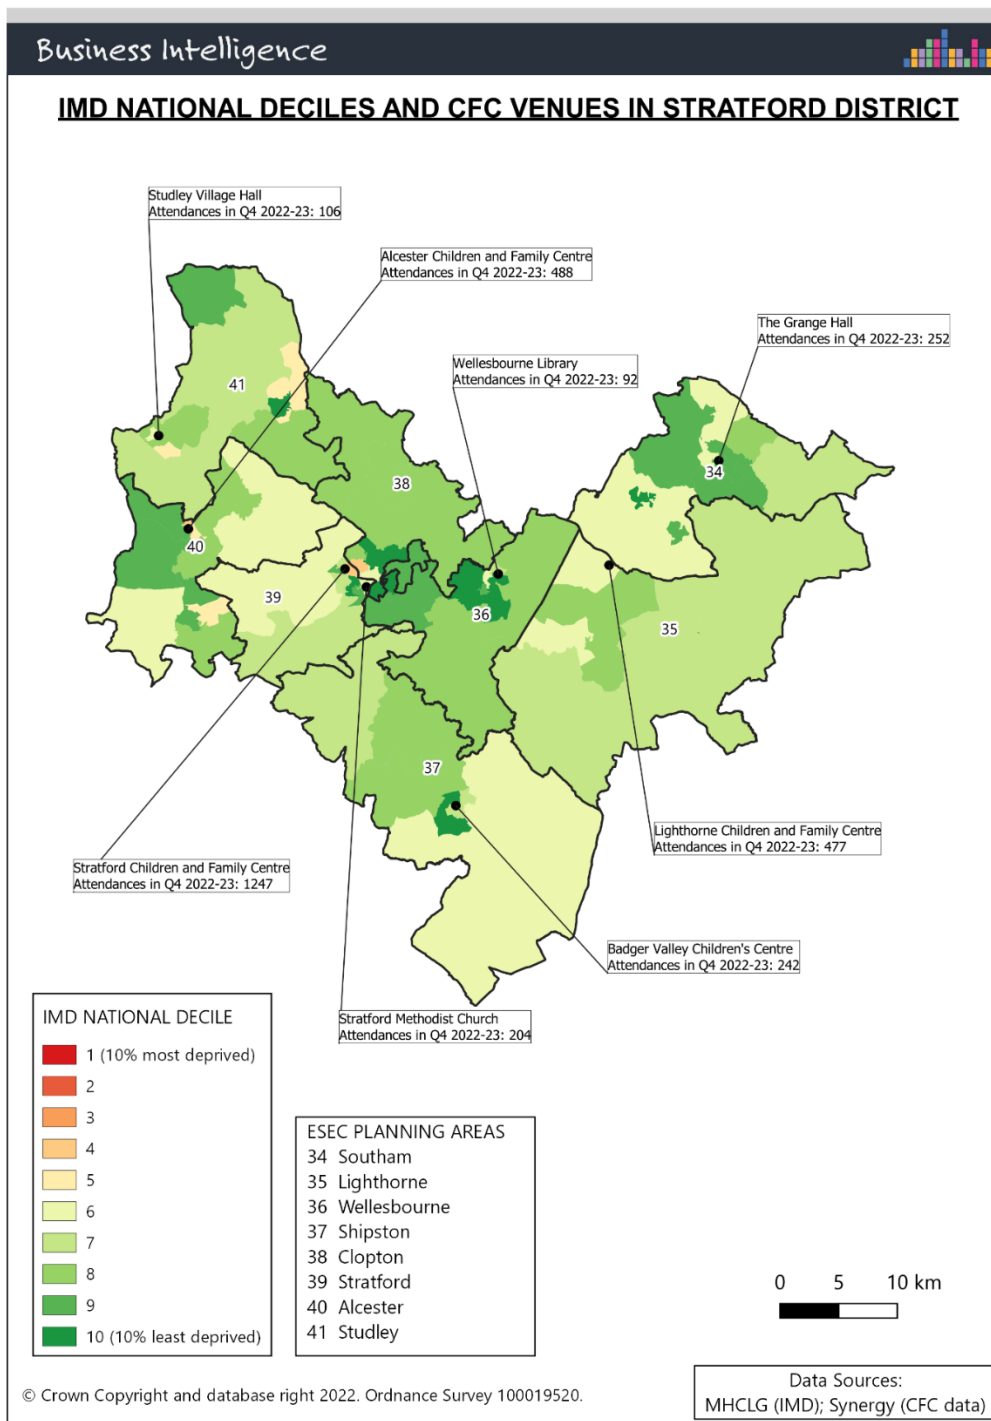 Business Intelligence
IMD NATIONAL DECILES AND CFC VENUES IN STRATFORD DISTRICT
Studley Village Hall
Attendances in Q4 2022-23: 106
Alcester Children and Family Centre
Attendances in Q4 2022-23: 488
The Grange Hall
Attendances in Q4 2022-23: 252
Wellesbourne Library
Attendances in Q4 2022-23: 92
41
38
34
40
39
36
35
37
Lighthorne Children and Family Centre
Attendances in Q4 2022-23: 477
Stratford Children and Family Centre
Attendances in Q4 2022-23: 1247
Badger Valley Children's Centre
Attendances in Q4 2022-23: 242
Stratford Methodist Church
Attendances in Q4 2022-23: 204
IMD NATIONAL DECILE
1 (10% most deprived)
2
3
4
5
6
7
8
9
10 (10% least deprived)
ESEC PLANNING AREAS
34 Southam
35 Lighthorne
36 Wellesbourne
37 Shipston
38 Clopton
39 Stratford
40 Alcester
41 Studley
0 5 10 km
© Crown Copyright and database right 2022. Ordnance Survey 100019520.
Data Sources:
MHCLG (IMD); Synergy (CFC data)